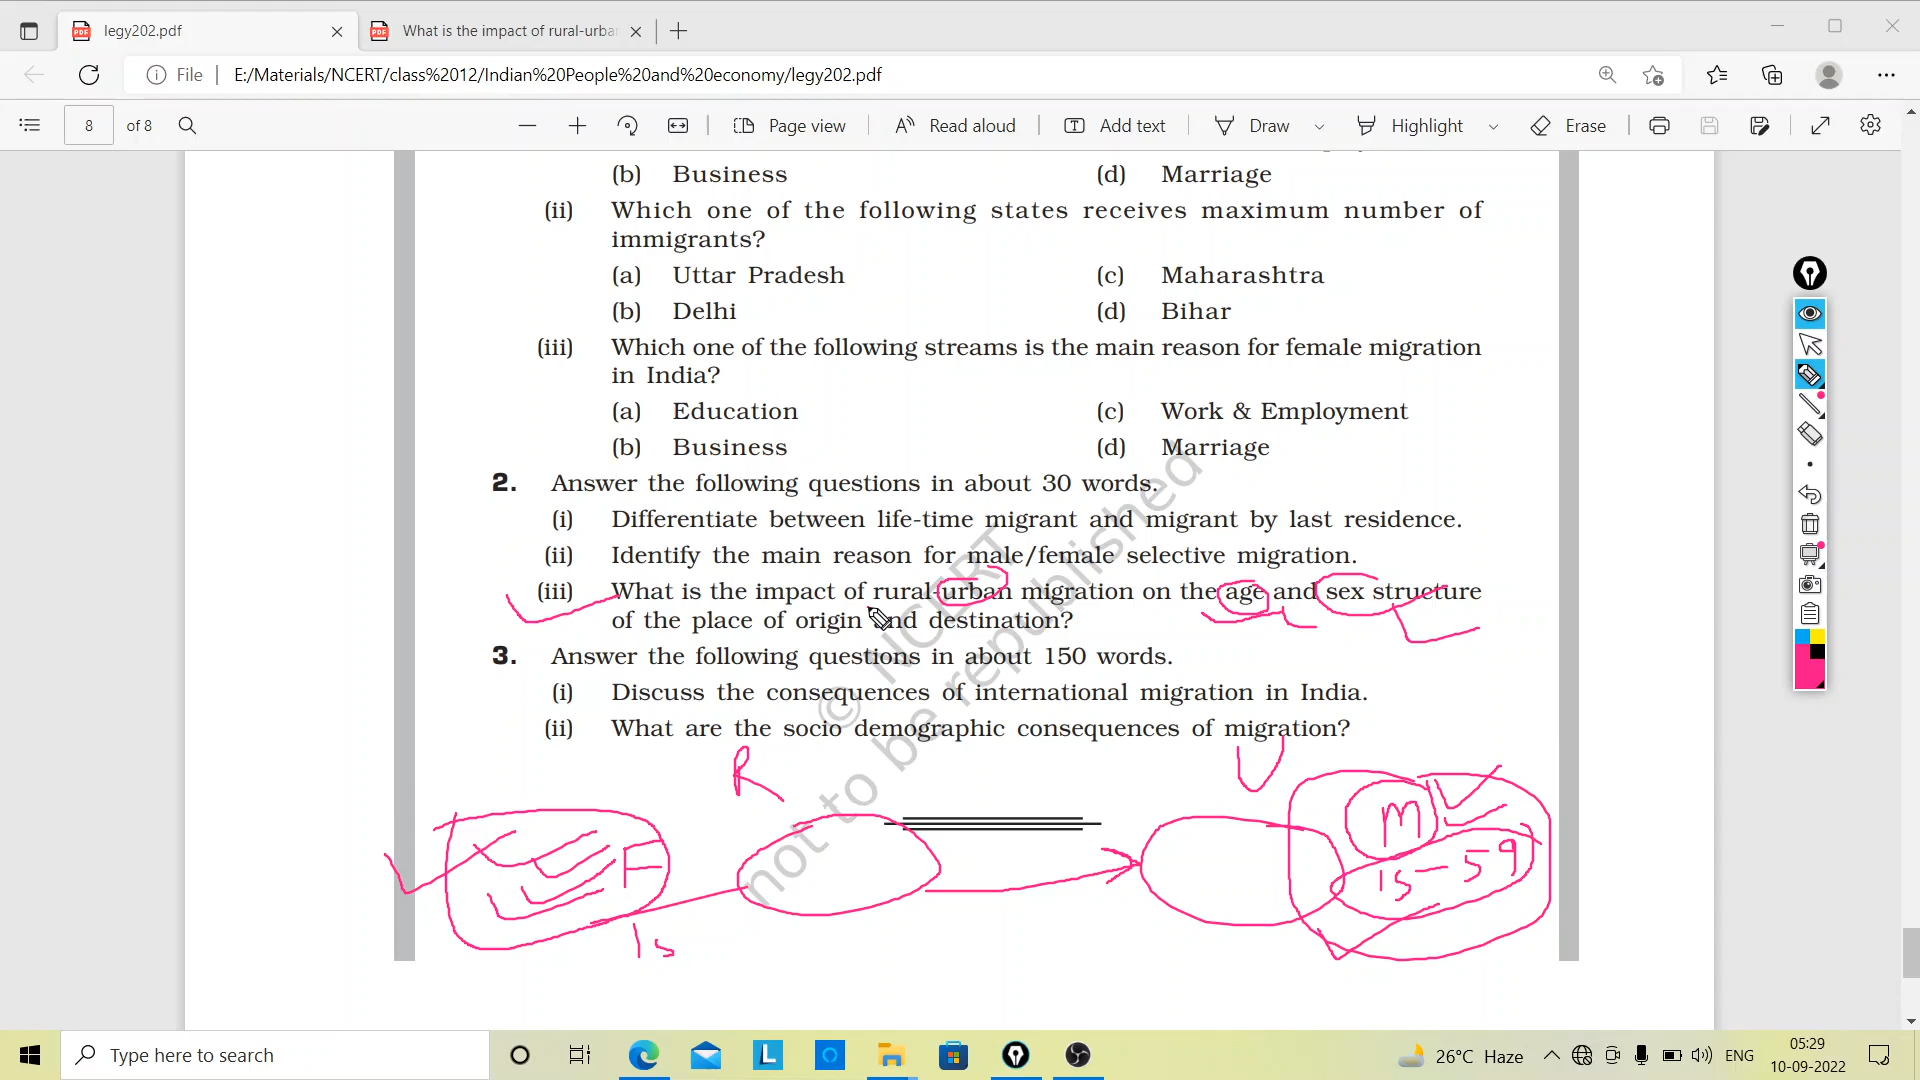 legy202.pdf
What is the impact of rural-urba
File
E:/Materials/NCERT/class%2012/Indian%20People%20and%20economy/legy202.pdf
8 of 8
Page view
Read aloud
Add text
Draw
Highlight
Erase
(b) Business (d) Marriage
(ii) Which one of the following states receives maximum number of
immigrants?
(a) Uttar Pradesh (c) Maharashtra
(b) Delhi (d) Bihar
(iii) Which one of the following streams is the main reason for female migration
in India?
(a) Education (c) Work & Employment
(b) Business (d) Marriage
2. Answer the following questions in about 30 words.
(i) Differentiate between life-time migrant and migrant by last residence.
(ii) Identify the main reason for male/female selective migration.
(iii) What is the impact of rural-urban migration on the age and sex structure
of the place of origin and destination?
3. Answer the following questions in about 150 words.
(i) Discuss the consequences of international migration in India.
(ii) What are the socio demographic consequences of migration?
© NCERT
not to be republished
R U
M
F 15-59
15
Type here to search
26°C Haze
ENG
05:29
10-09-2022